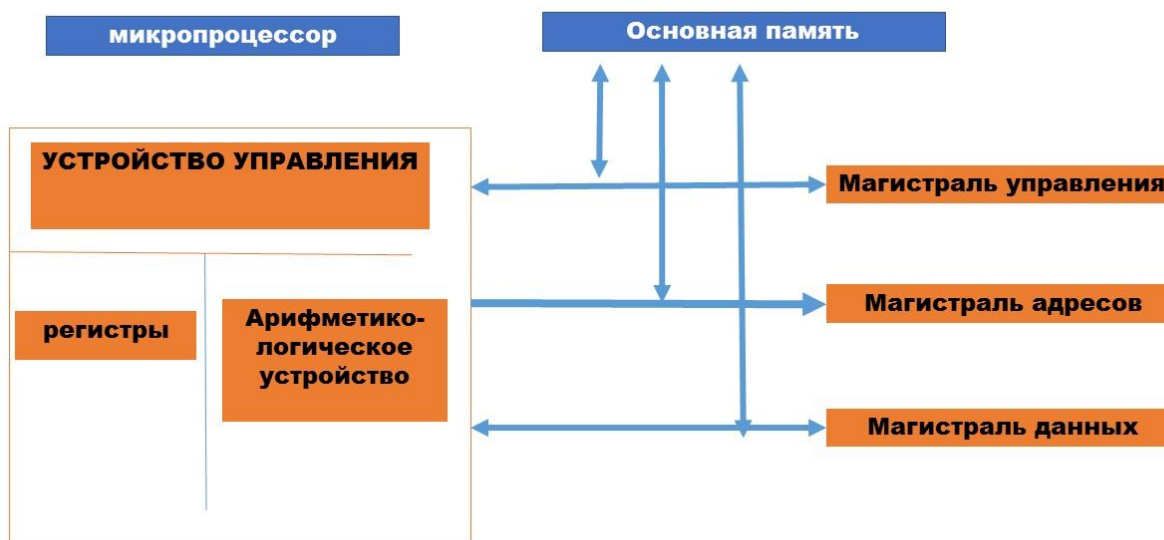 микропроцессор
Основная память
УСТРОЙСТВО УПРАВЛЕНИЯ
Магистраль управления
регистры
Арифметико-
логическое
устройство
Магистраль адресов
Магистраль данных